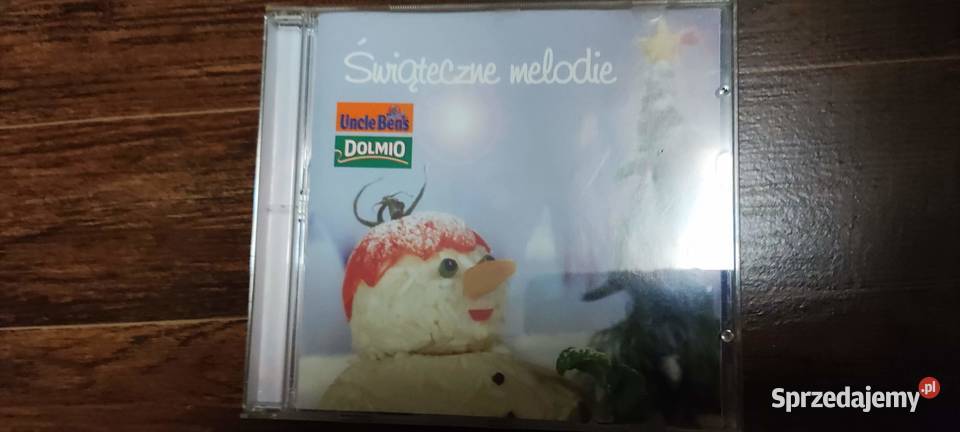 Świąteczne melodie
Uncle Ben's
DOLMIO
Sprzedajemy.pl